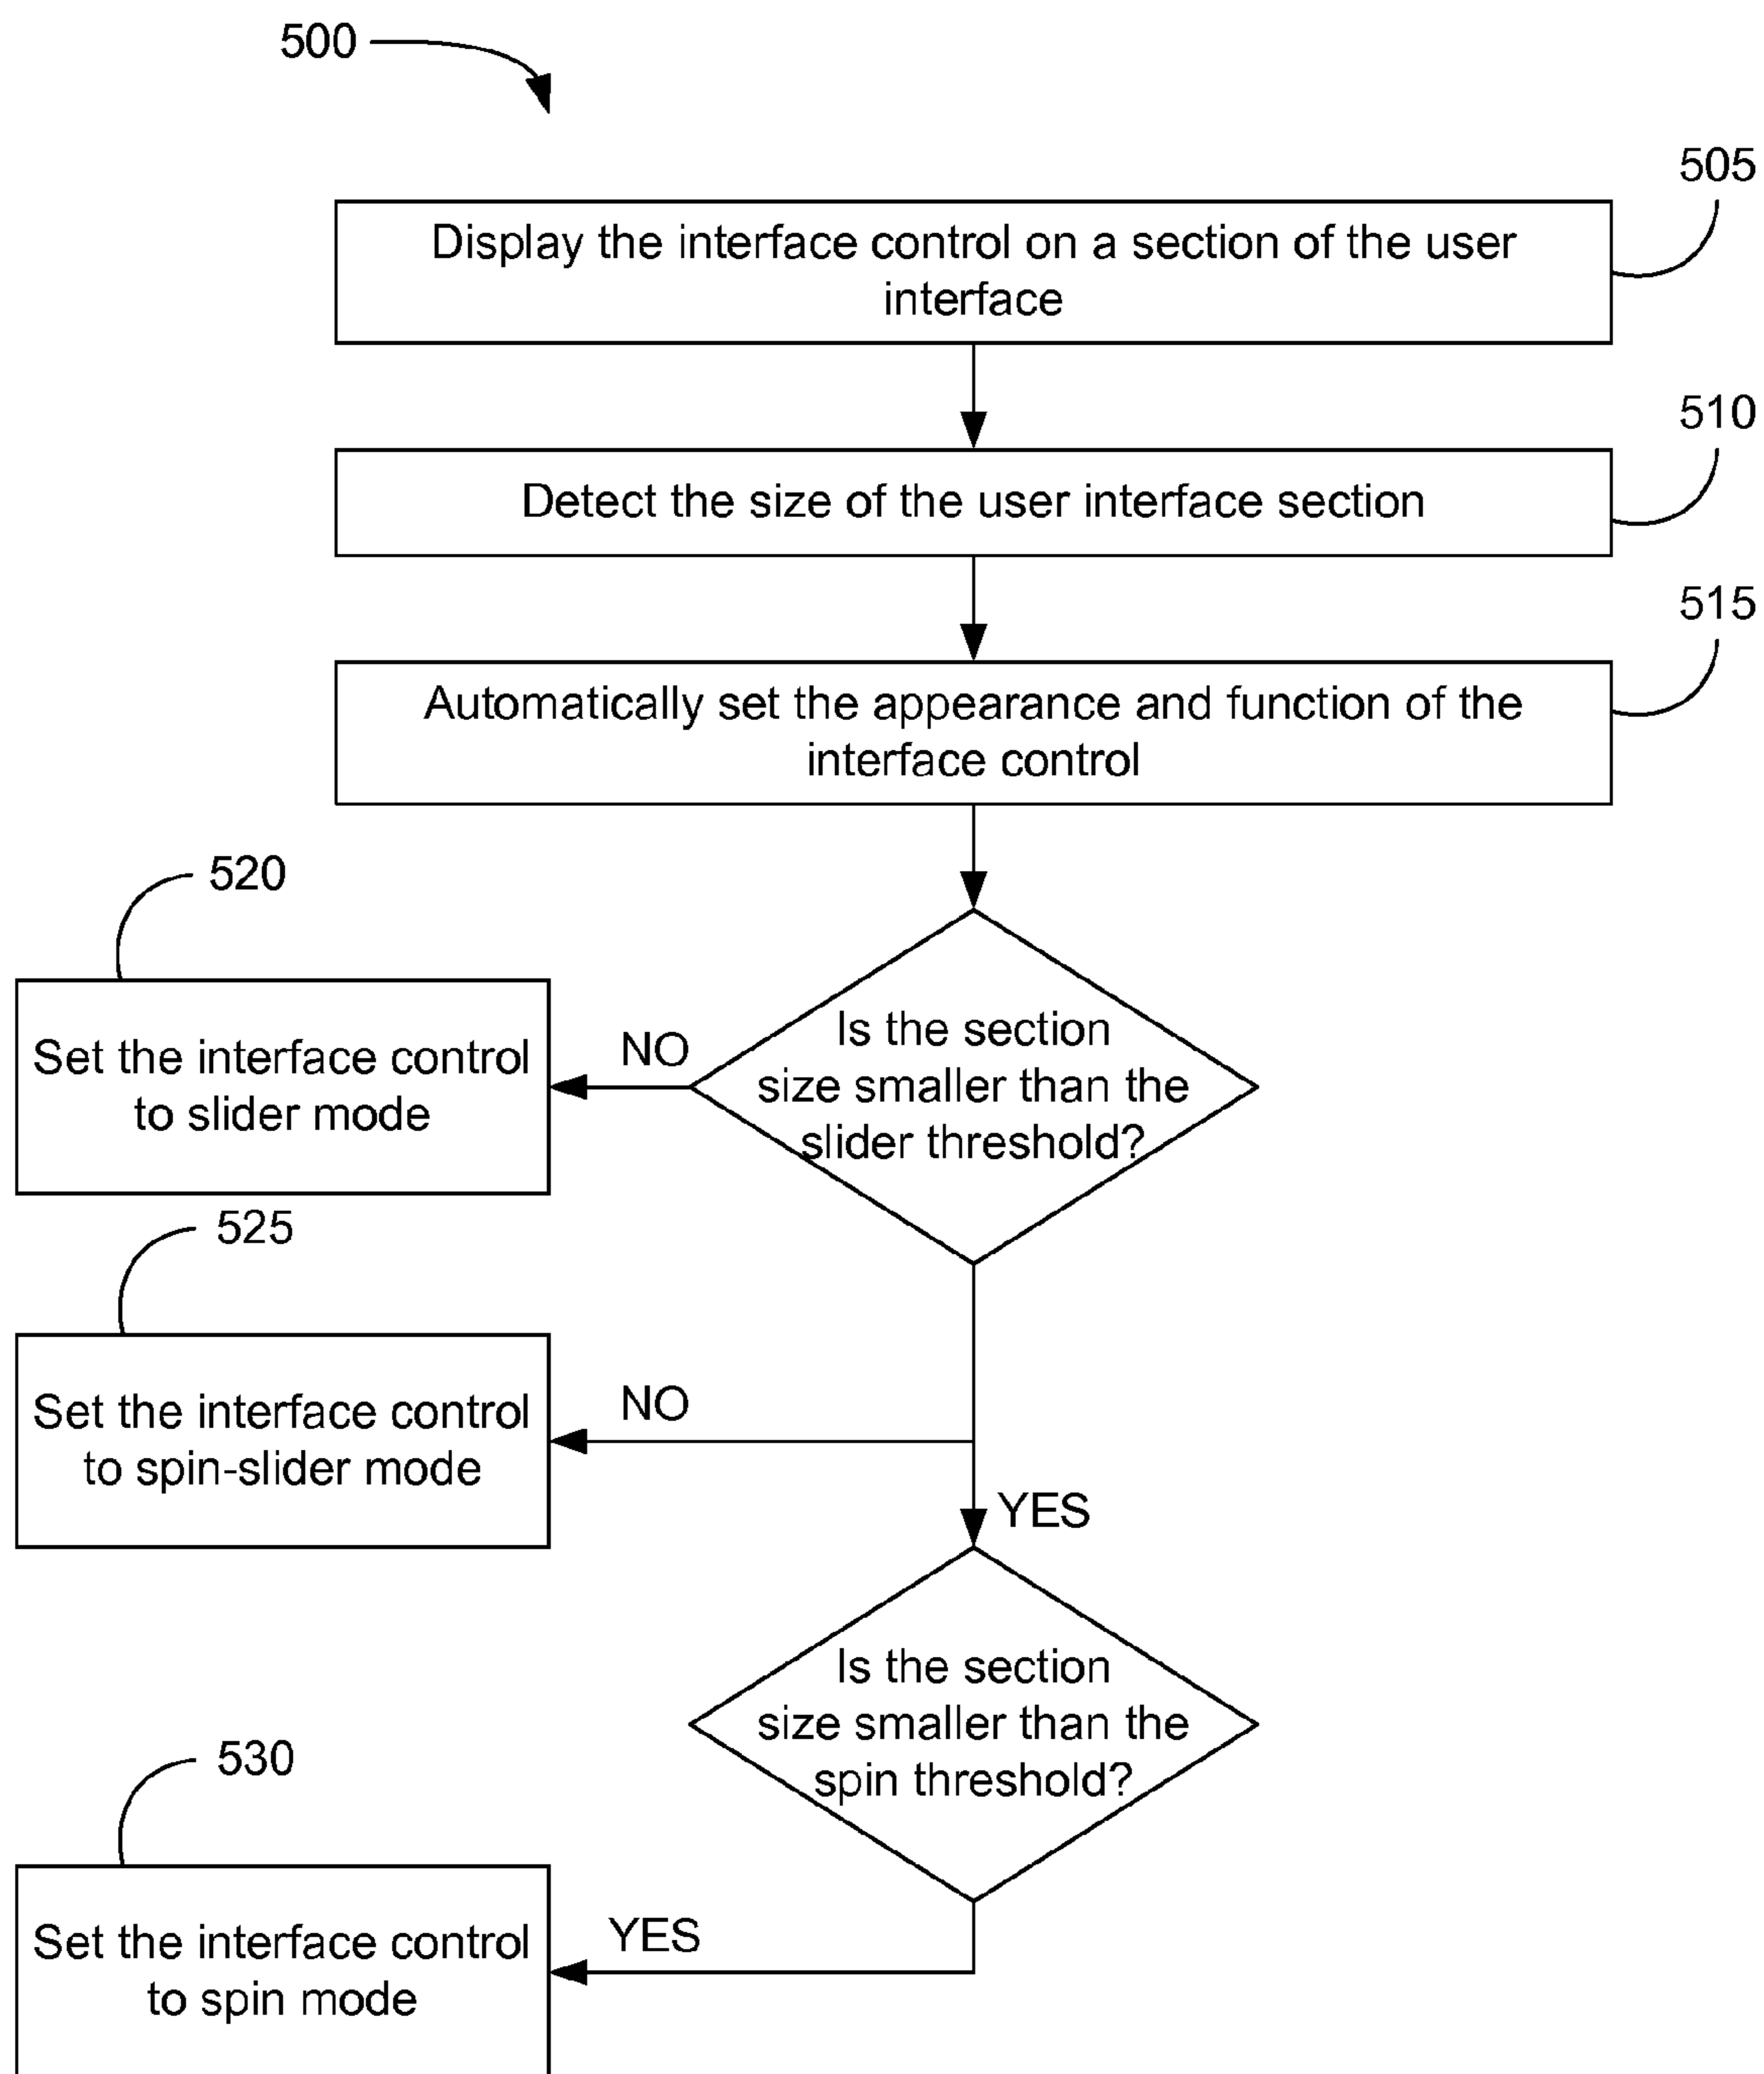 500
505
Display the interface control on a section of the user
interface
510
Detect the size of the user interface section
515
Automatically set the appearance and function of the
interface control
520
Set the interface control
to slider mode
NO
Is the section
size smaller than the
slider threshold?
525
Set the interface control
to spin-slider mode
NO
YES
Is the section
size smaller than the
spin threshold?
530
Set the interface control
to spin mode
YES